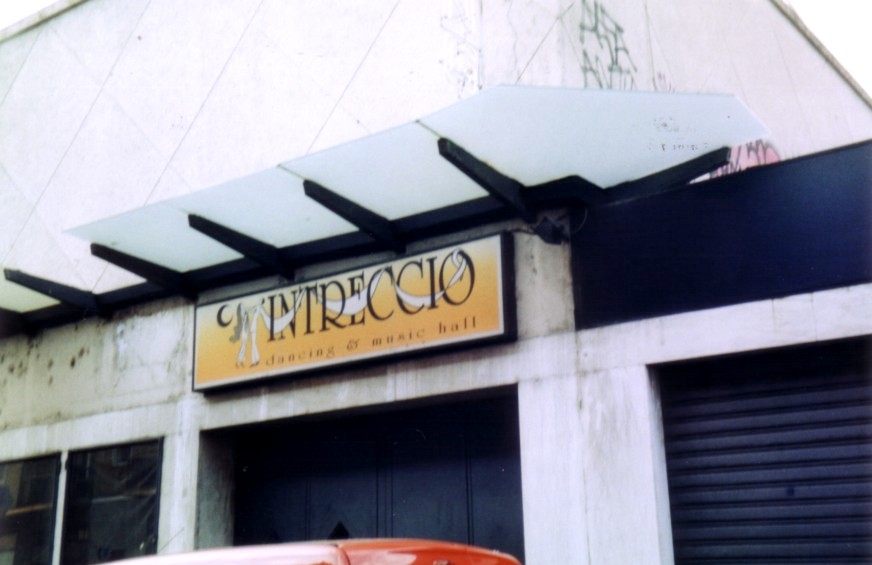 INTRECCIO
dancing & music hall